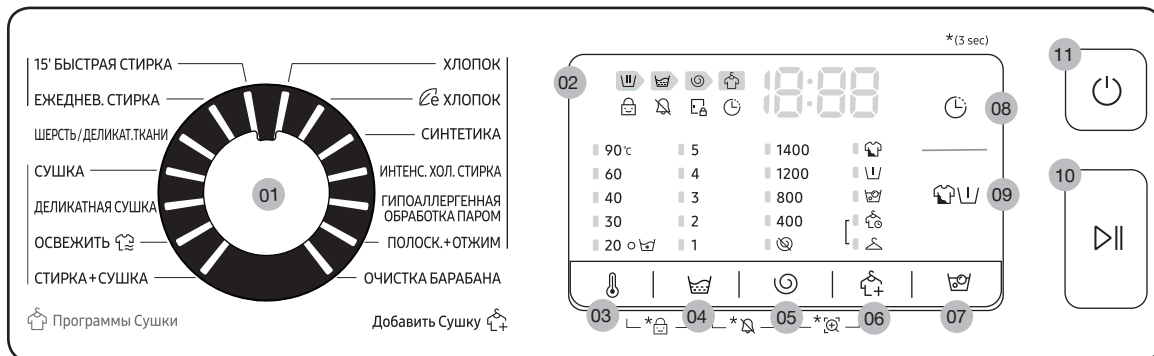 15' БЫСТРАЯ СТИРКА
ЕЖЕДНЕВ. СТИРКА
ШЕРСТЬ/ДЕЛИКАТ.ТКАНИ
СУШКА
ДЕЛИКАТНАЯ СУШКА
ОСВЕЖИТЬ
СТИРКА+СУШКА
Программы Сушки
01
ХЛОПОК
ХЛОПОК
СИНТЕТИКА
ИНТЕНС. ХОЛ. СТИРКА
ГИПОАЛЛЕРГЕННАЯ
ОБРАБОТКА ПАРОМ
ПОЛОСК.+ОТЖИМ
ОЧИСТКА БАРАБАНА
Добавить Сушку
*(3 sec)
02
18:88
08
90°c 5 1400
60 4 1200
40 3 800
30 2 400
20 1
09
03 04 05 06 07
* * *
11
10